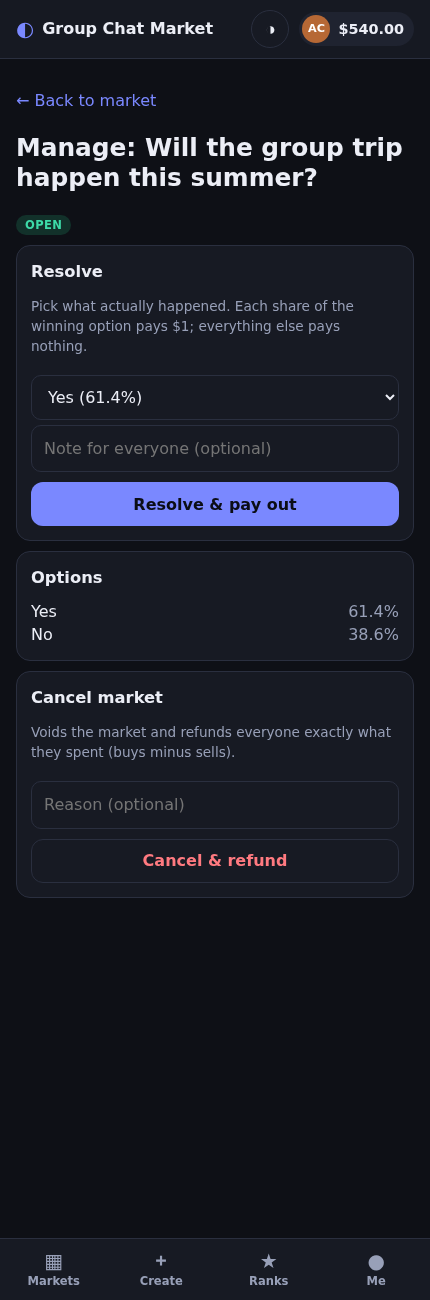 Group Chat Market
AC $540.00
← Back to market
Manage: Will the group trip
happen this summer?
OPEN
Resolve
Pick what actually happened. Each share of the
winning option pays $1; everything else pays
nothing.
Yes (61.4%)
Note for everyone (optional)
Resolve & pay out
Options
Yes 61.4%
No 38.6%
Cancel market
Voids the market and refunds everyone exactly what
they spent (buys minus sells).
Reason (optional)
Cancel & refund
Markets Create Ranks Me